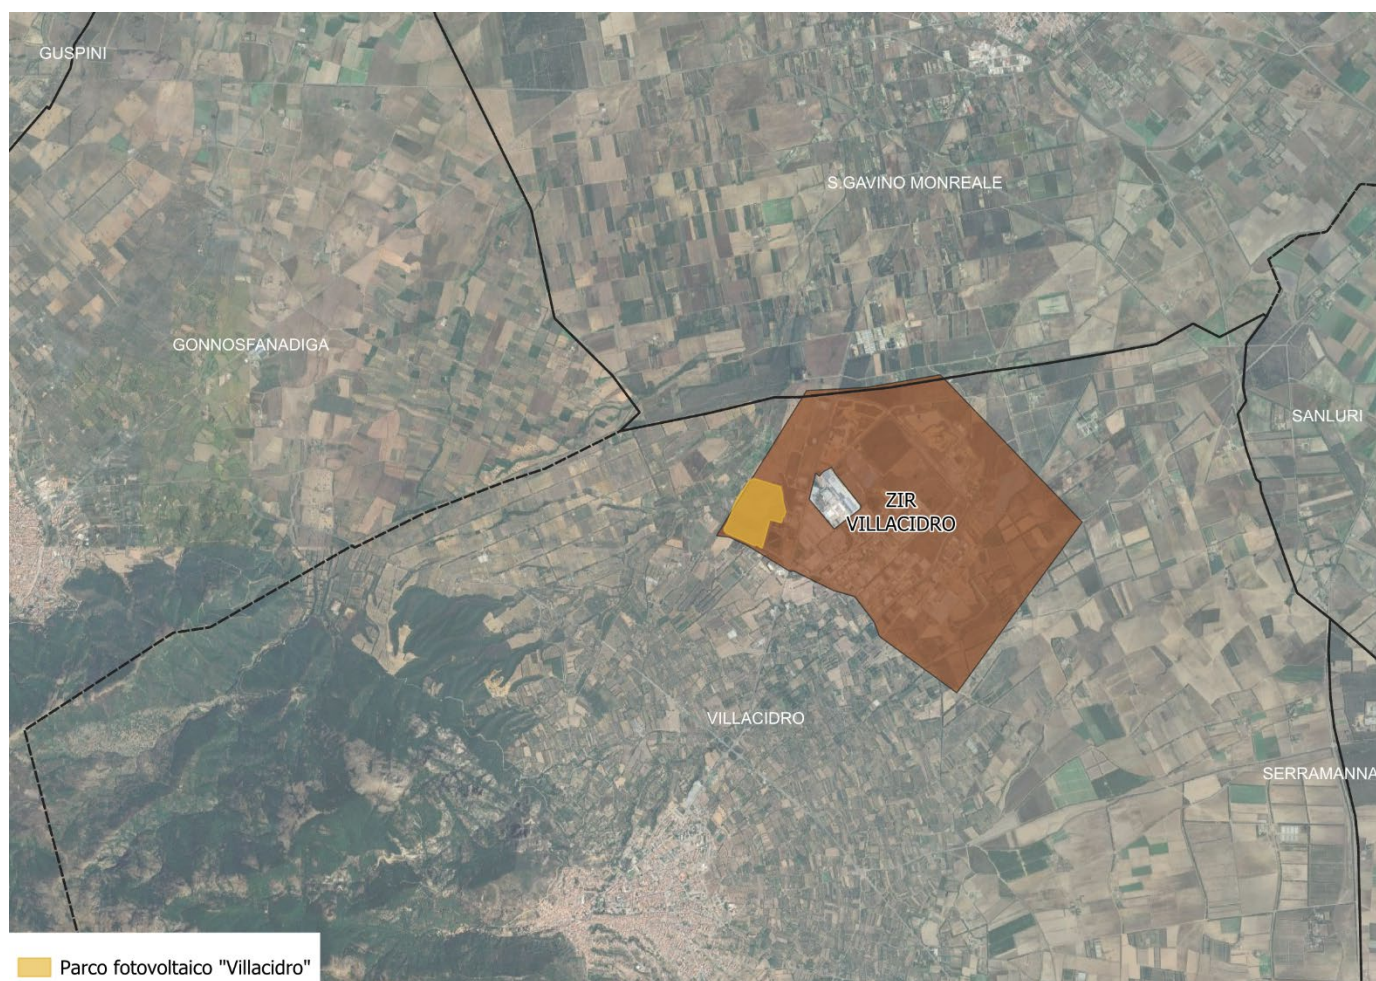 GUSPINI
S.GAVINO MONREALE
GONNOSFANADIGA
SANLURI
ZIR
VILLACIDRO
VILLACIDRO
SERRAMANNA
Parco fotovoltaico "Villacidro"